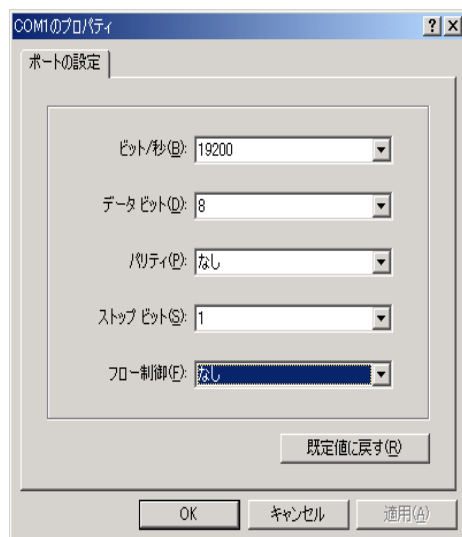 COM1のプロパティ
ポートの設定
ビット/秒(B): 19200
データ ビット(D): 8
パリティ(P): なし
ストップ ビット(S): 1
フロー制御(F): なし
既定値に戻す(R)
OK キャンセル 適用(A)